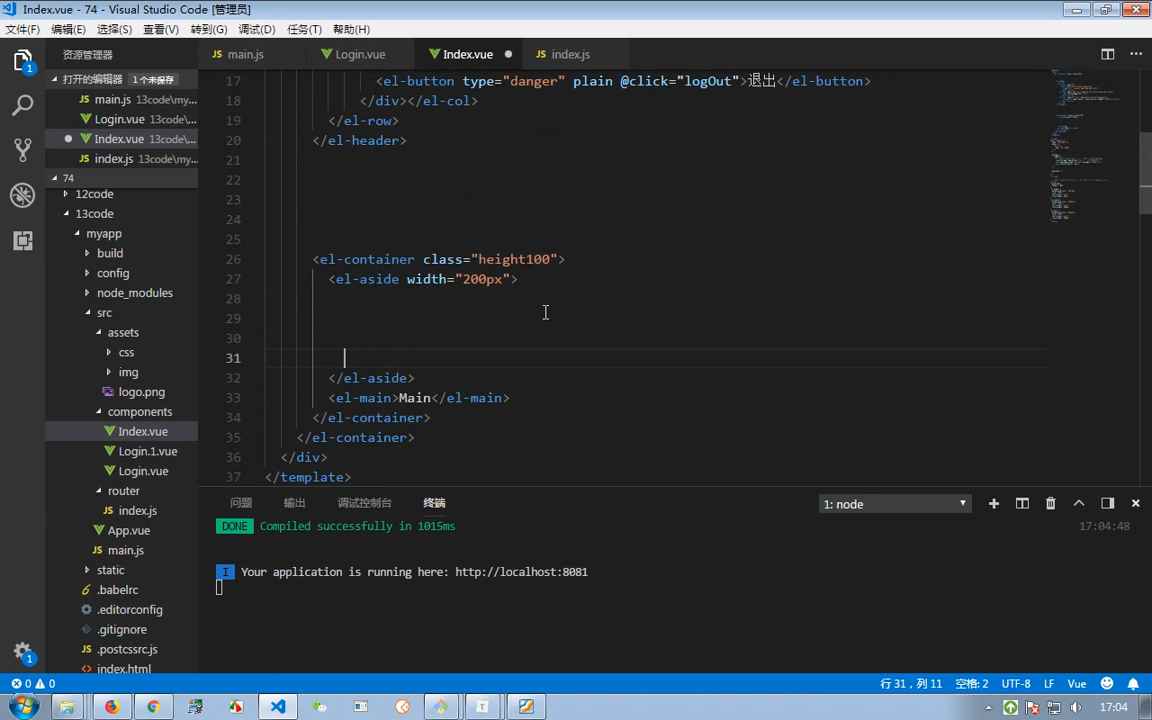 Index.vue - 74 - Visual Studio Code [管理员]
文件(F) 编辑(E) 选择(S) 查看(V) 转到(G) 调试(D) 任务(T) 帮助(H)
资源管理器
main.js Login.vue Index.vue index.js
打开的编辑器 1 个未保存
main.js 13code\my...
Login.vue 13code\...
Index.vue 13code\...
index.js 13code\my...
74
12code
13code
myapp
build
config
node_modules
src
assets
css
img
logo.png
components
Index.vue
Login.1.vue
Login.vue
router
index.js
App.vue
main.js
static
.babelrc
.editorconfig
.gitignore
.postcssrc.js
index.html
17 <el-button type="danger" plain @click="logOut">退出</el-button>
18 </div></el-col>
19 </el-row>
20 </el-header>
21
22
23
24
25
26 <el-container class="height100">
27 <el-aside width="200px">
28
29
30
31
32 </el-aside>
33 <el-main>Main</el-main>
34 </el-container>
35 </el-container>
36 </div>
37 </template>
问题 输出 调试控制台 终端 1: node
DONE Compiled successfully in 1015ms 17:04:48
I Your application is running here: http://localhost:8081
1
1
0 0 行 31，列 11 空格: 2 UTF-8 LF Vue
17:04